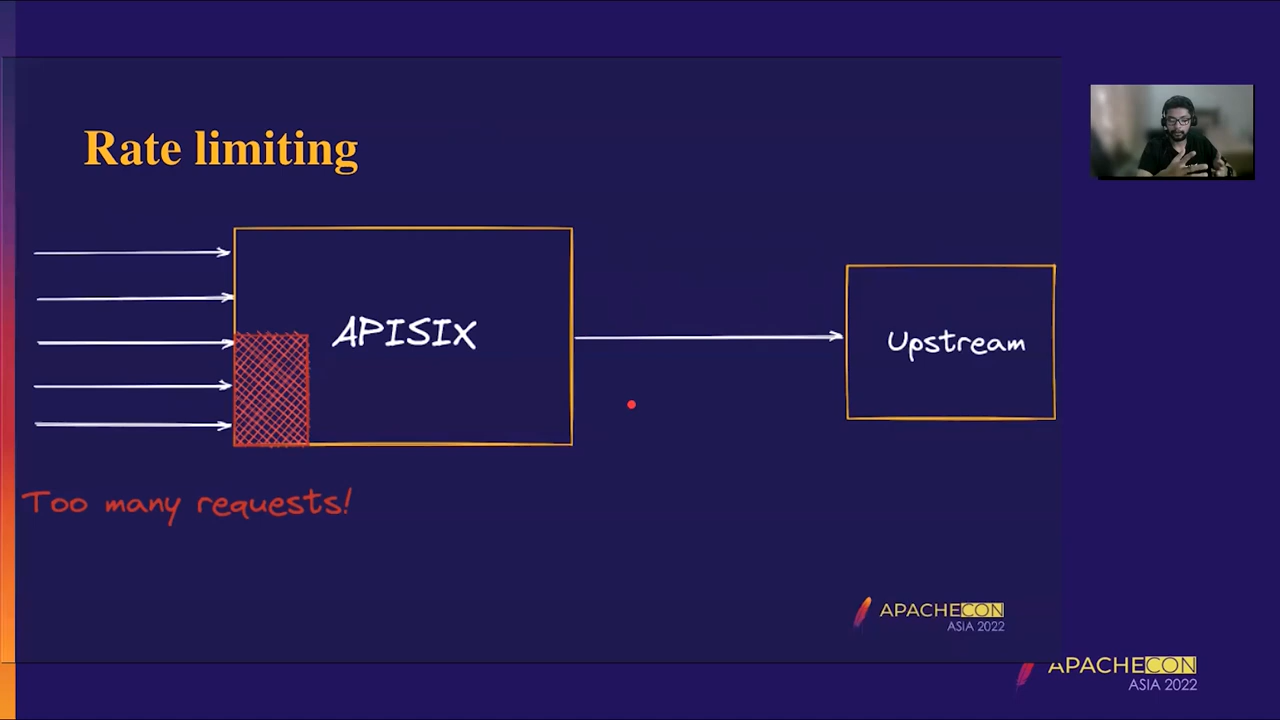 Rate limiting
APISIX
Upstream
Too many requests!
APACHECON
ASIA 2022
APACHECON
ASIA 2022